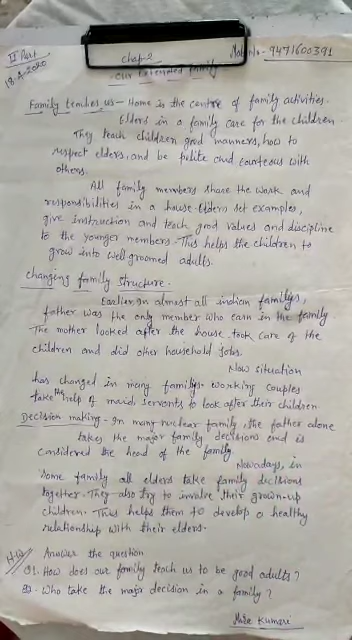 II Part
18-4-2020
Mob. No- 9471600391
Chap-2
Our Extended family
Family teaches us - Home is the centre of family activities.
Elders in a family care for the children
They teach children good manners, how to
respect elders, and be polite and courteous with
others.
All family members share the work and
responsibilities in a house. Elders set examples,
give instruction and teach good values and discipline
to the younger members. This helps the children to
grow into well-groomed adults.
Changing family structure.
Earlier, in almost all indian familys,
father was the only member who earn in the family
The mother looked after the house, took care of the
children and did other household jobs.
Now situation
has changed in many familys. working couples
take the help of maid servants to look after their children
Decision making - In many nuclear family, the father alone
takes the major family decisions and is
considered the head of the family.
Nowadays, in
some family all elders take family decisions
together. They also try to involve their grown-up
children. This helps them to develop a healthy
relationship with their elders.
H.W Answer the question
Q1. How does our family teach us to be good adults?
Q2. Who take the major decision in a family?
Kumari